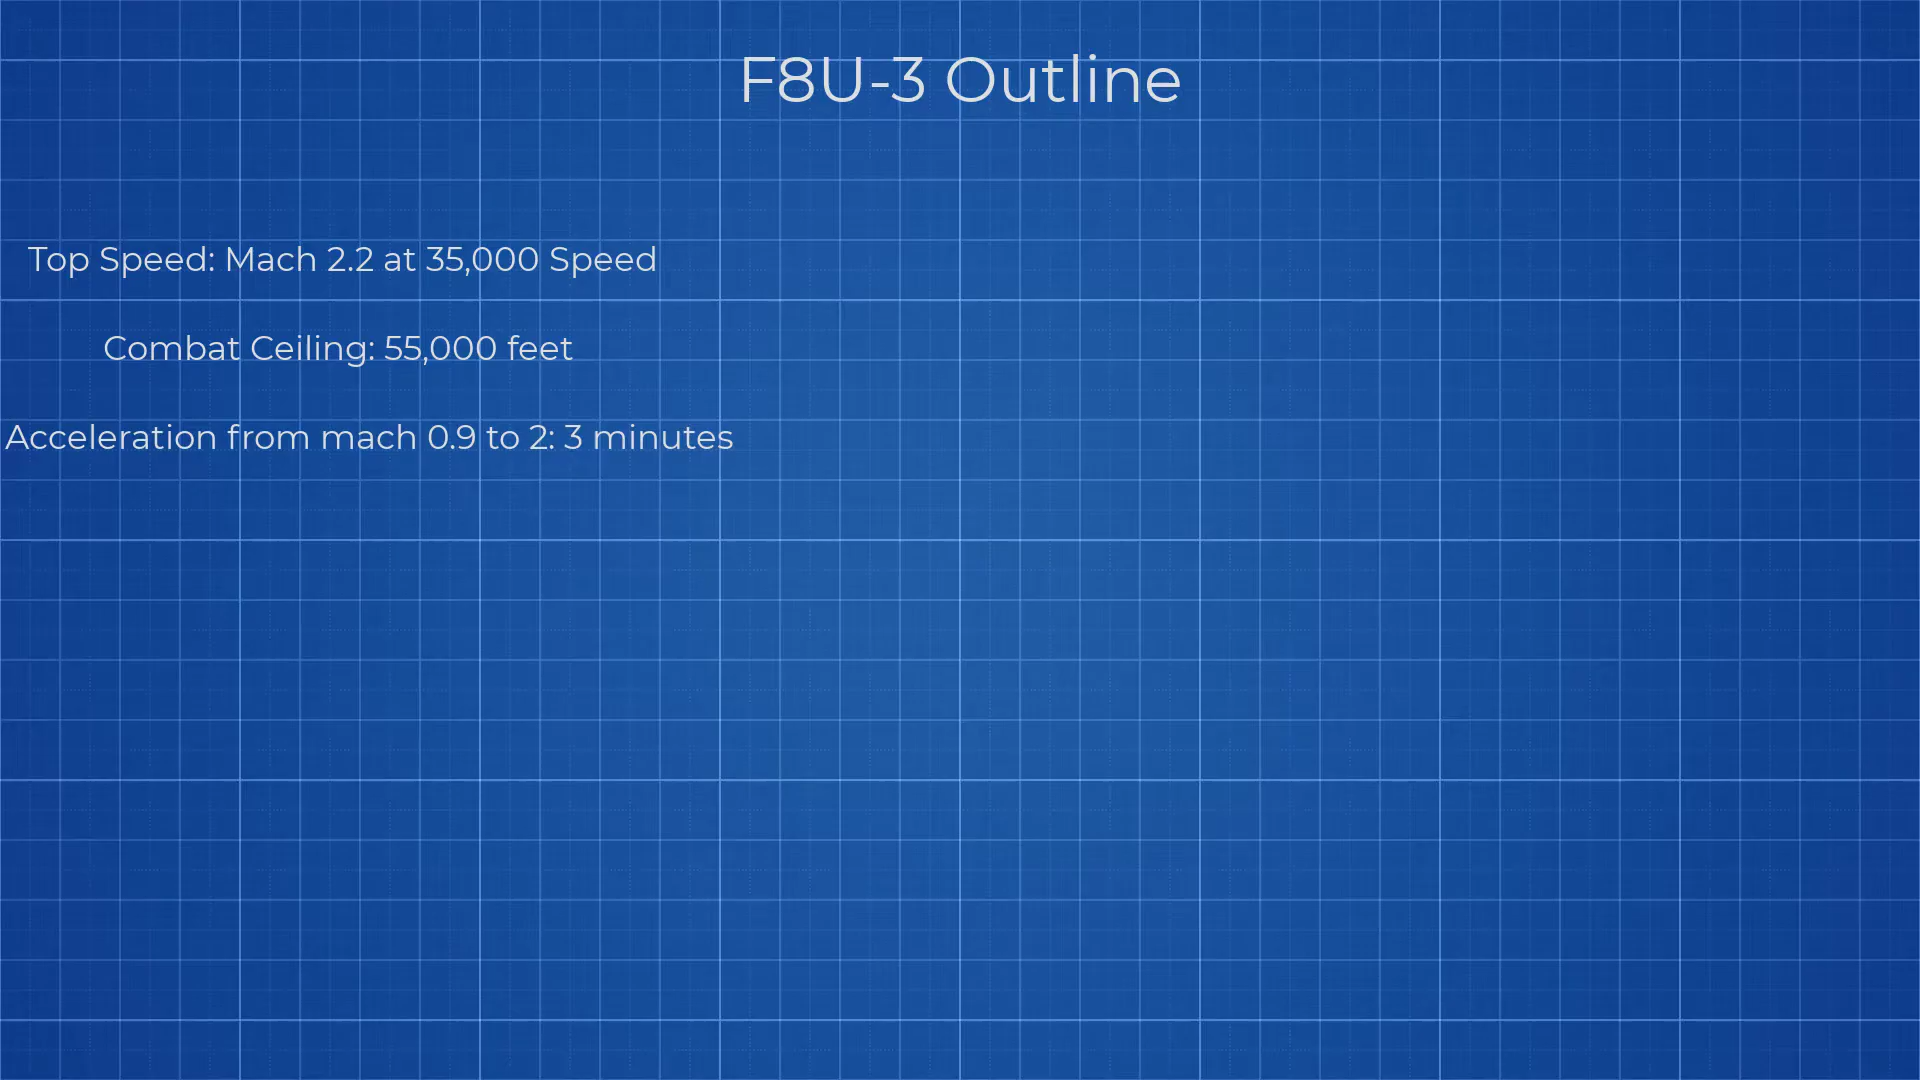 F8U-3 Outline
Top Speed: Mach 2.2 at 35,000 Speed
Combat Ceiling: 55,000 feet
Acceleration from mach 0.9 to 2: 3 minutes